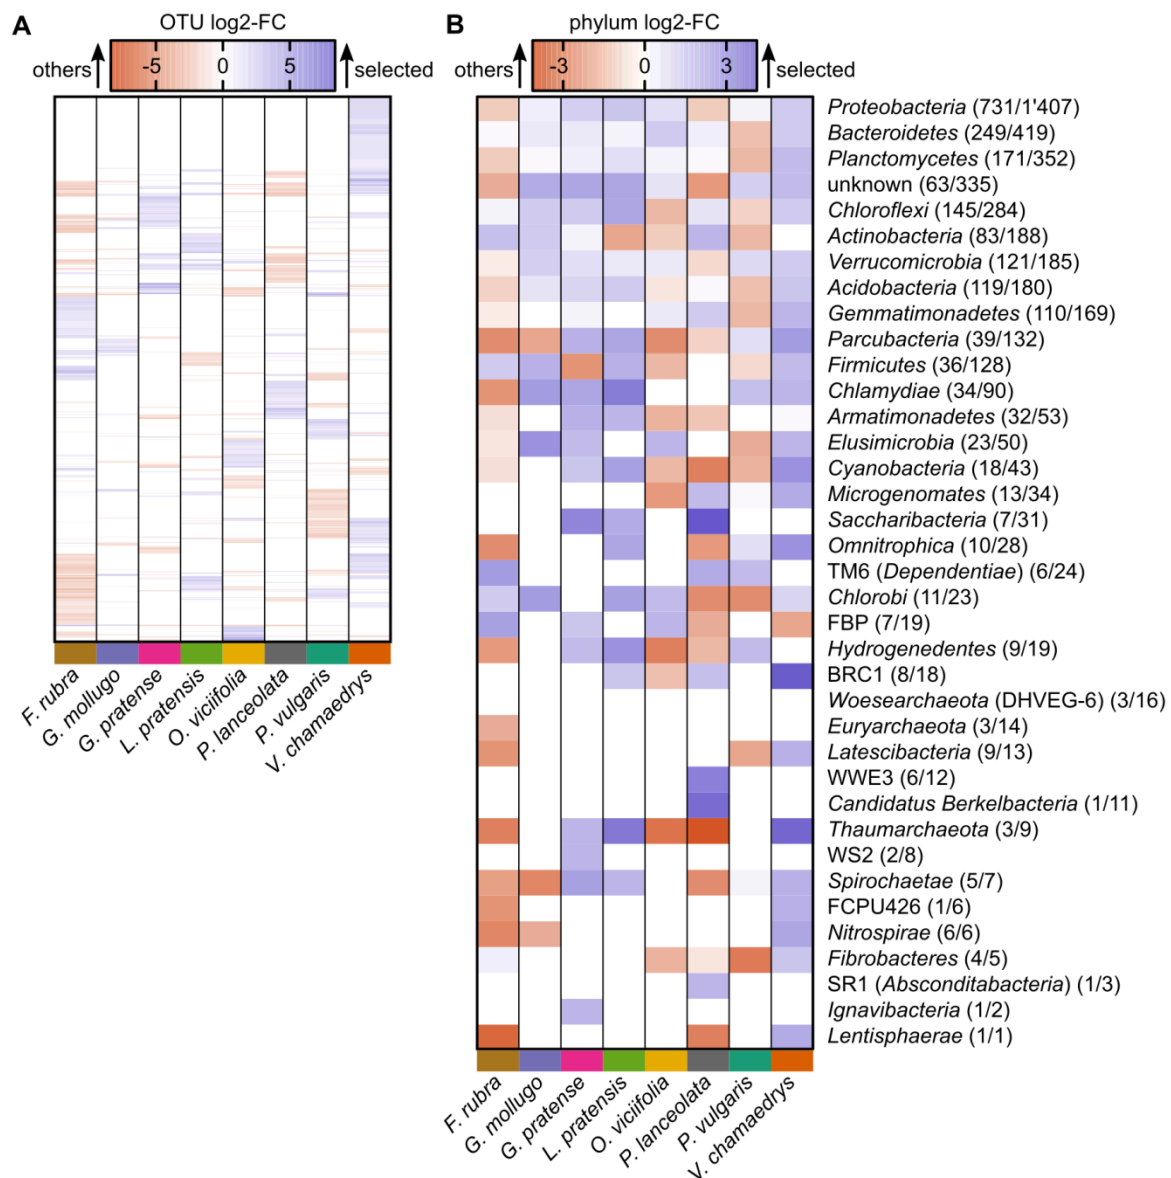 A
OTU log2-FC
others
-5
0
5
selected
F. rubra
G. mollugo
G. pratense
L. pratensis
O. viciifolia
P. lanceolata
P. vulgaris
V. chamaedrys
B
phylum log2-FC
others
-3
0
3
selected
Proteobacteria (731/1'407)
Bacteroidetes (249/419)
Planctomycetes (171/352)
unknown (63/335)
Chloroflexi (145/284)
Actinobacteria (83/188)
Verrucomicrobia (121/185)
Acidobacteria (119/180)
Gemmatimonadetes (110/169)
Parcubacteria (39/132)
Firmicutes (36/128)
Chlamydiae (34/90)
Armatimonadetes (32/53)
Elusimicrobia (23/50)
Cyanobacteria (18/43)
Microgenomates (13/34)
Saccharibacteria (7/31)
Omnitrophica (10/28)
TM6 (Dependentiae) (6/24)
Chlorobi (11/23)
FBP (7/19)
Hydrogenedentes (9/19)
BRC1 (8/18)
Woesearchaeota (DHVEG-6) (3/16)
Euryarchaeota (3/14)
Latescibacteria (9/13)
WWE3 (6/12)
Candidatus Berkelbacteria (1/11)
Thaumarchaeota (3/9)
WS2 (2/8)
Spirochaetae (5/7)
FCPU426 (1/6)
Nitrospirae (6/6)
Fibrobacteres (4/5)
SR1 (Absconditabacteria) (1/3)
Ignavibacteria (1/2)
Lentisphaerae (1/1)
F. rubra
G. mollugo
G. pratense
L. pratensis
O. viciifolia
P. lanceolata
P. vulgaris
V. chamaedrys